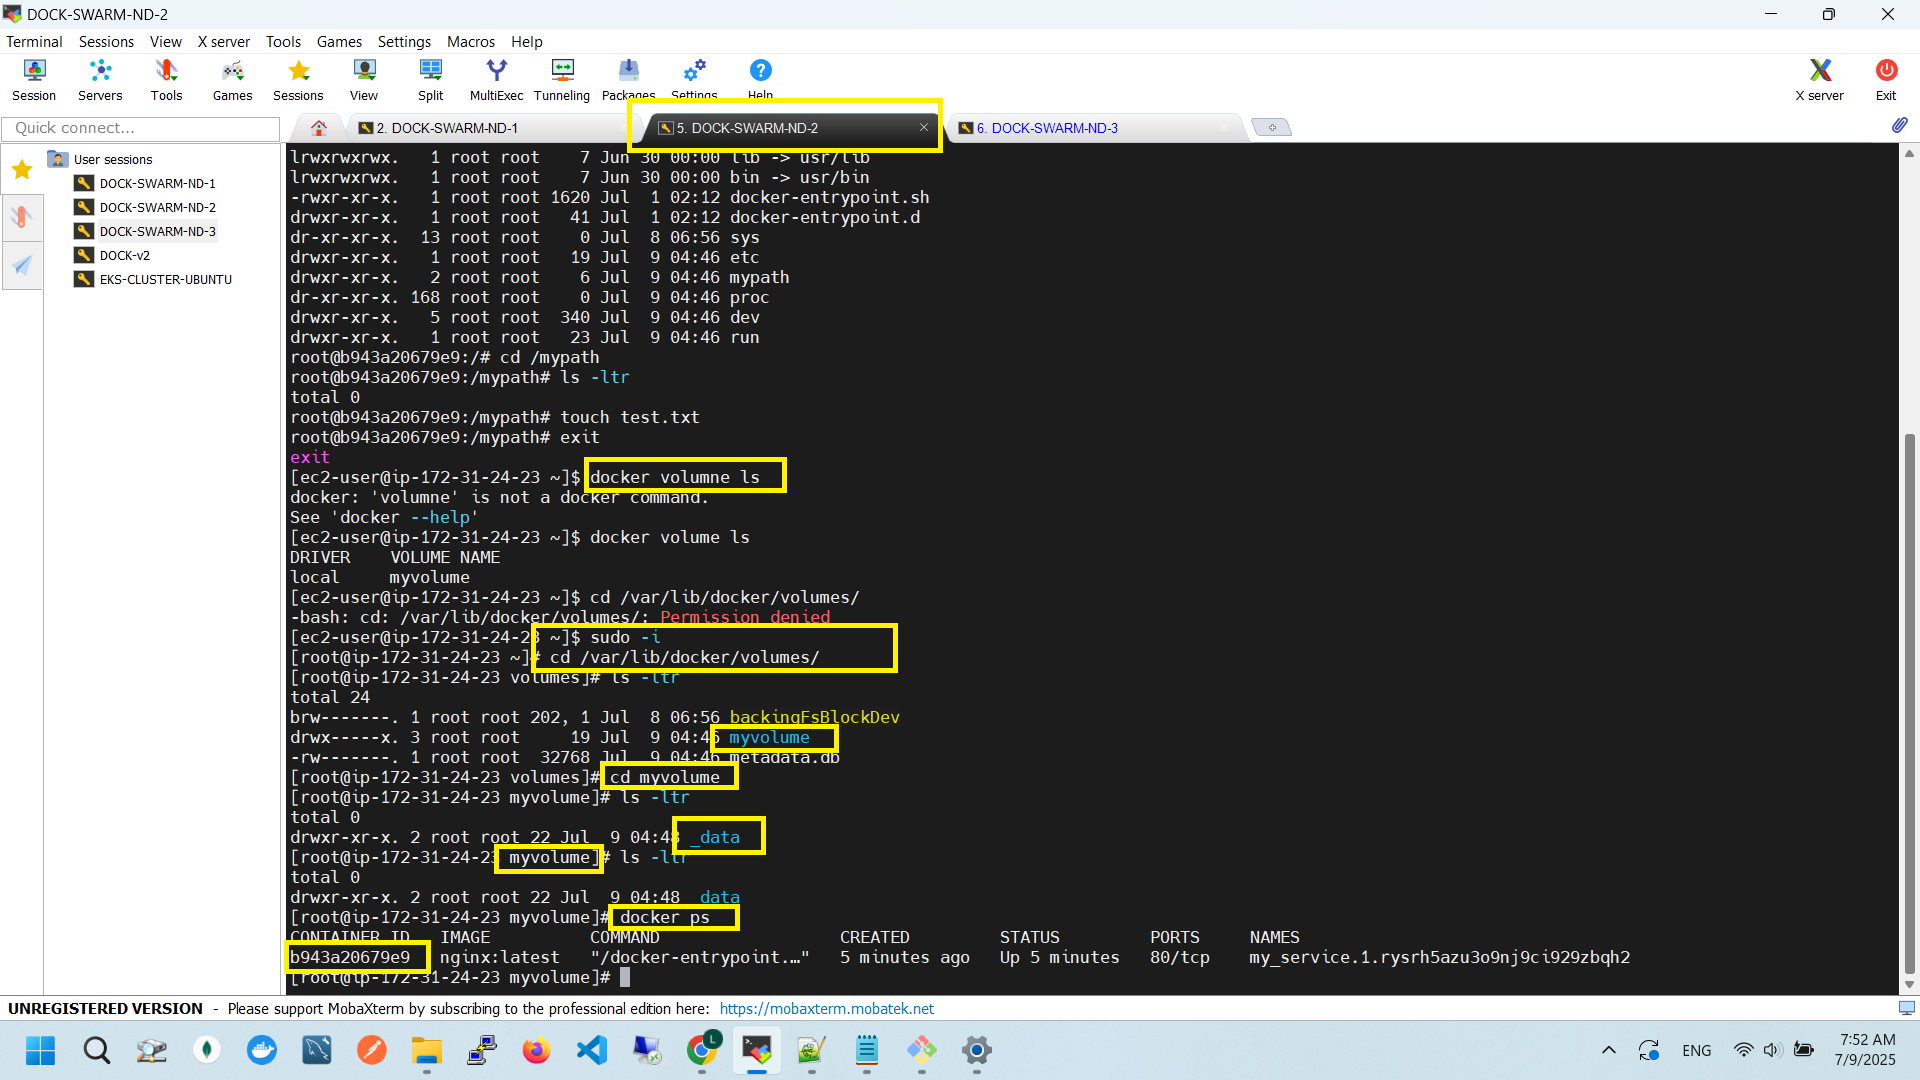 DOCK-SWARM-ND-2
Terminal Sessions View X server Tools Games Settings Macros Help
Session Servers Tools Games Sessions View Split MultiExec Tunneling Packages Settings Help X server Exit
Quick connect...
2. DOCK-SWARM-ND-1
5. DOCK-SWARM-ND-2
6. DOCK-SWARM-ND-3
User sessions
DOCK-SWARM-ND-1
DOCK-SWARM-ND-2
DOCK-SWARM-ND-3
DOCK-v2
EKS-CLUSTER-UBUNTU
lrwxrwxrwx.   1 root root    7 Jun 30 00:00 lib -> usr/lib
lrwxrwxrwx.   1 root root    7 Jun 30 00:00 bin -> usr/bin
-rwxr-xr-x.   1 root root 1620 Jul  1 02:12 docker-entrypoint.sh
drwxr-xr-x.   1 root root   41 Jul  1 02:12 docker-entrypoint.d
dr-xr-xr-x.  13 root root    0 Jul  8 06:56 sys
drwxr-xr-x.   1 root root   19 Jul  9 04:46 etc
drwxr-xr-x.   2 root root    6 Jul  9 04:46 mypath
dr-xr-xr-x. 168 root root    0 Jul  9 04:46 proc
drwxr-xr-x.   5 root root  340 Jul  9 04:46 dev
drwxr-xr-x.   1 root root   23 Jul  9 04:46 run
root@b943a20679e9:/# cd /mypath
root@b943a20679e9:/mypath# ls -ltr
total 0
root@b943a20679e9:/mypath# touch test.txt
root@b943a20679e9:/mypath# exit
exit
[ec2-user@ip-172-31-24-23 ~]$ docker volumne ls
docker: 'volumne' is not a docker command.
See 'docker --help'
[ec2-user@ip-172-31-24-23 ~]$ docker volume ls
DRIVER    VOLUME NAME
local     myvolume
[ec2-user@ip-172-31-24-23 ~]$ cd /var/lib/docker/volumes/
-bash: cd: /var/lib/docker/volumes/: Permission denied
[ec2-user@ip-172-31-24-23 ~]$ sudo -i
[root@ip-172-31-24-23 ~]# cd /var/lib/docker/volumes/
[root@ip-172-31-24-23 volumes]# ls -ltr
total 24
brw-------. 1 root root 202, 1 Jul  8 06:56 backingFsBlockDev
drwx-----x. 3 root root     19 Jul  9 04:46 myvolume
-rw-------. 1 root root  32768 Jul  9 04:46 metadata.db
[root@ip-172-31-24-23 volumes]# cd myvolume
[root@ip-172-31-24-23 myvolume]# ls -ltr
total 0
drwxr-xr-x. 2 root root 22 Jul  9 04:48 _data
[root@ip-172-31-24-23 myvolume]# ls -ltr
total 0
drwxr-xr-x. 2 root root 22 Jul  9 04:48 _data
[root@ip-172-31-24-23 myvolume]# docker ps
CONTAINER ID   IMAGE          COMMAND                  CREATED         STATUS         PORTS     NAMES
b943a20679e9   nginx:latest   "/docker-entrypoint.…"   5 minutes ago   Up 5 minutes   80/tcp    my_service.1.rysrh5azu3o9nj9ci929zbqh2
[root@ip-172-31-24-23 myvolume]#
UNREGISTERED VERSION - Please support MobaXterm by subscribing to the professional edition here: https://mobaxterm.mobatek.net
L
ENG
7:52 AM
7/9/2025